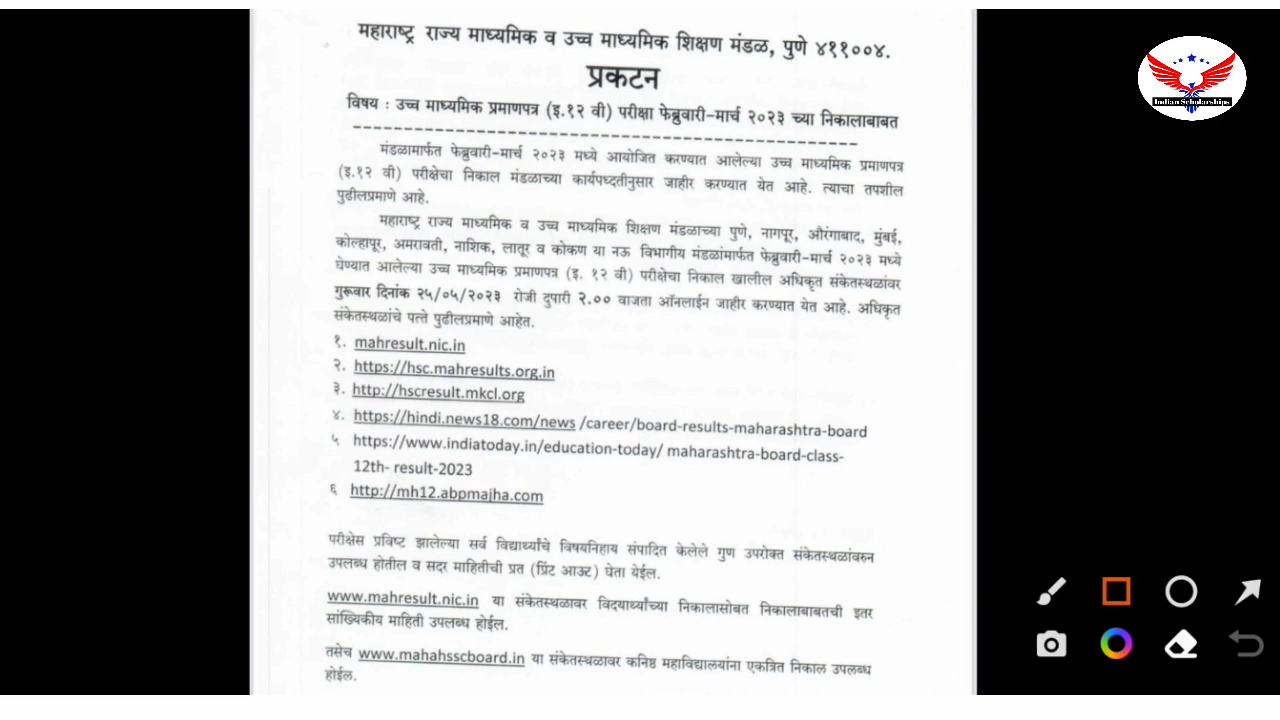 महाराष्ट्र राज्य माध्यमिक व उच्च माध्यमिक शिक्षण मंडळ, पुणे ४११००४.
प्रकटन
विषय : उच्च माध्यमिक प्रमाणपत्र (इ.१२ वी) परीक्षा फेब्रुवारी-मार्च २०२३ च्या निकालाबाबत
मंडळामार्फत फेब्रुवारी-मार्च २०२३ मध्ये आयोजित करण्यात आलेल्या उच्च माध्यमिक प्रमाणपत्र
(इ.१२ वी) परीक्षेचा निकाल मंडळाच्या कार्यपध्दतीनुसार जाहीर करण्यात येत आहे. त्याचा तपशील
पुढीलप्रमाणे आहे.
महाराष्ट्र राज्य माध्यमिक व उच्च माध्यमिक शिक्षण मंडळाच्या पुणे, नागपूर, औरंगाबाद, मुंबई,
कोल्हापूर, अमरावती, नाशिक, लातूर व कोकण या नऊ विभागीय मंडळांमार्फत फेब्रुवारी-मार्च २०२३ मध्ये
घेण्यात आलेल्या उच्च माध्यमिक प्रमाणपत्र (इ. १२ वी) परीक्षेचा निकाल खालील अधिकृत संकेतस्थळांवर
गुरूवार दिनांक २५/०५/२०२३ रोजी दुपारी २.०० वाजता ऑनलाईन जाहीर करण्यात येत आहे. अधिकृत
संकेतस्थळांचे पत्ते पुढीलप्रमाणे आहेत.
१. mahresult.nic.in
२. https://hsc.mahresults.org.in
३. http://hscresult.mkcl.org
४. https://hindi.news18.com/news /career/board-results-maharashtra-board
५ https://www.indiatoday.in/education-today/ maharashtra-board-class-
12th- result-2023
६ http://mh12.abpmajha.com
परीक्षेस प्रविष्ट झालेल्या सर्व विद्यार्थ्यांचे विषयनिहाय संपादित केलेले गुण उपरोक्त संकेतस्थळांवरुन
उपलब्ध होतील व सदर माहितीची प्रत (प्रिंट आऊट) घेता येईल.
www.mahresult.nic.in या संकेतस्थळावर विदयार्थ्यांच्या निकालासोबत निकालाबाबतची इतर
सांख्यिकीय माहिती उपलब्ध होईल.
तसेच www.mahahsscboard.in या संकेतस्थळावर कनिष्ठ महाविद्यालयांना एकत्रित निकाल उपलब्ध
होईल.
Indian Scholarships